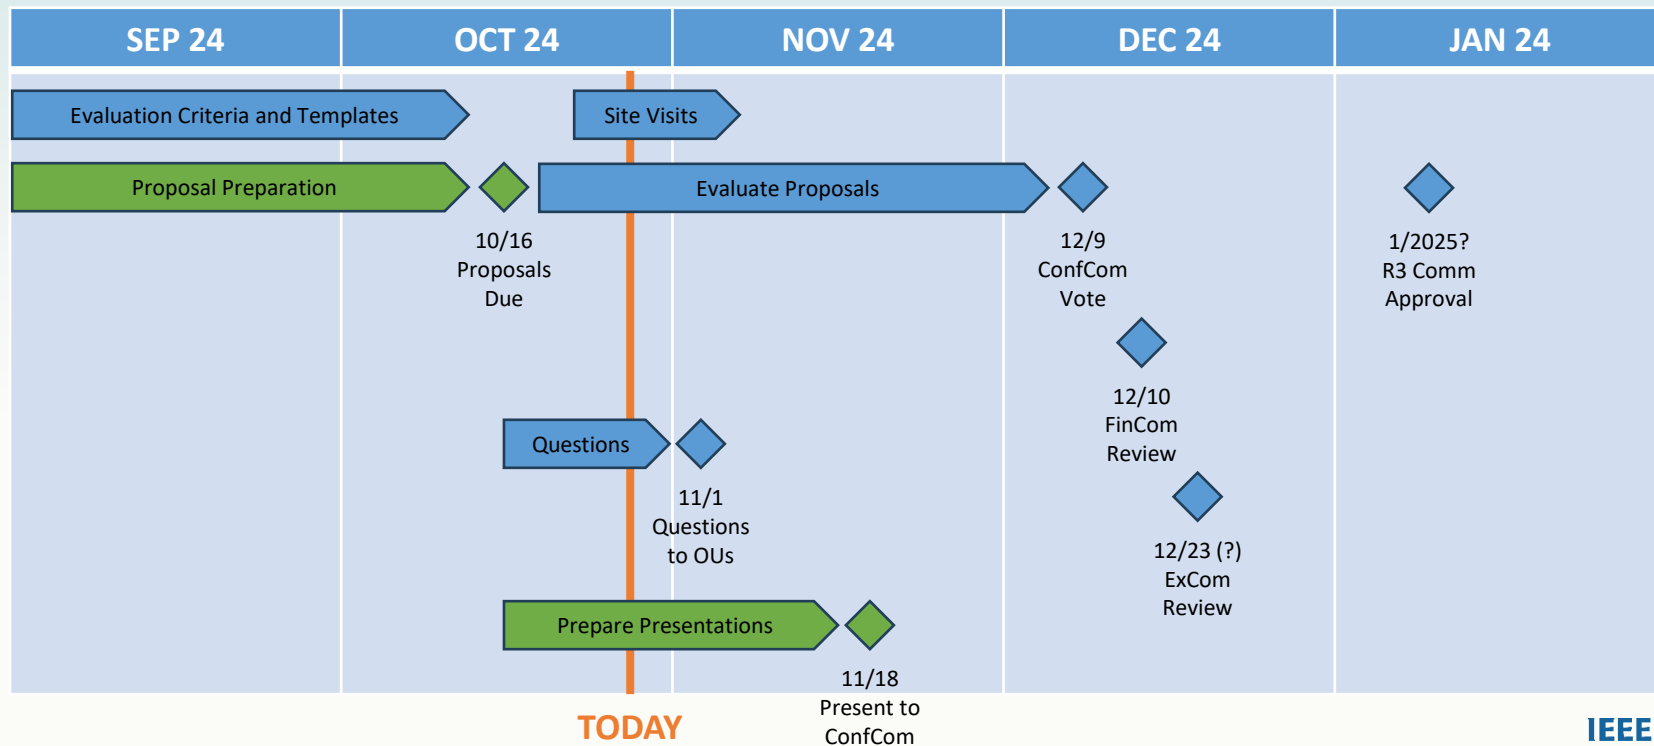 SEP 24
OCT 24
NOV 24
DEC 24
JAN 24
Evaluation Criteria and Templates
Site Visits
Proposal Preparation
Evaluate Proposals
10/16
Proposals
Due
12/9
ConfCom
Vote
1/2025?
R3 Comm
Approval
12/10
FinCom
Review
Questions
11/1
Questions
to OUs
12/23 (?)
ExCom
Review
Prepare Presentations
11/18
Present to
ConfCom
TODAY
IEEE